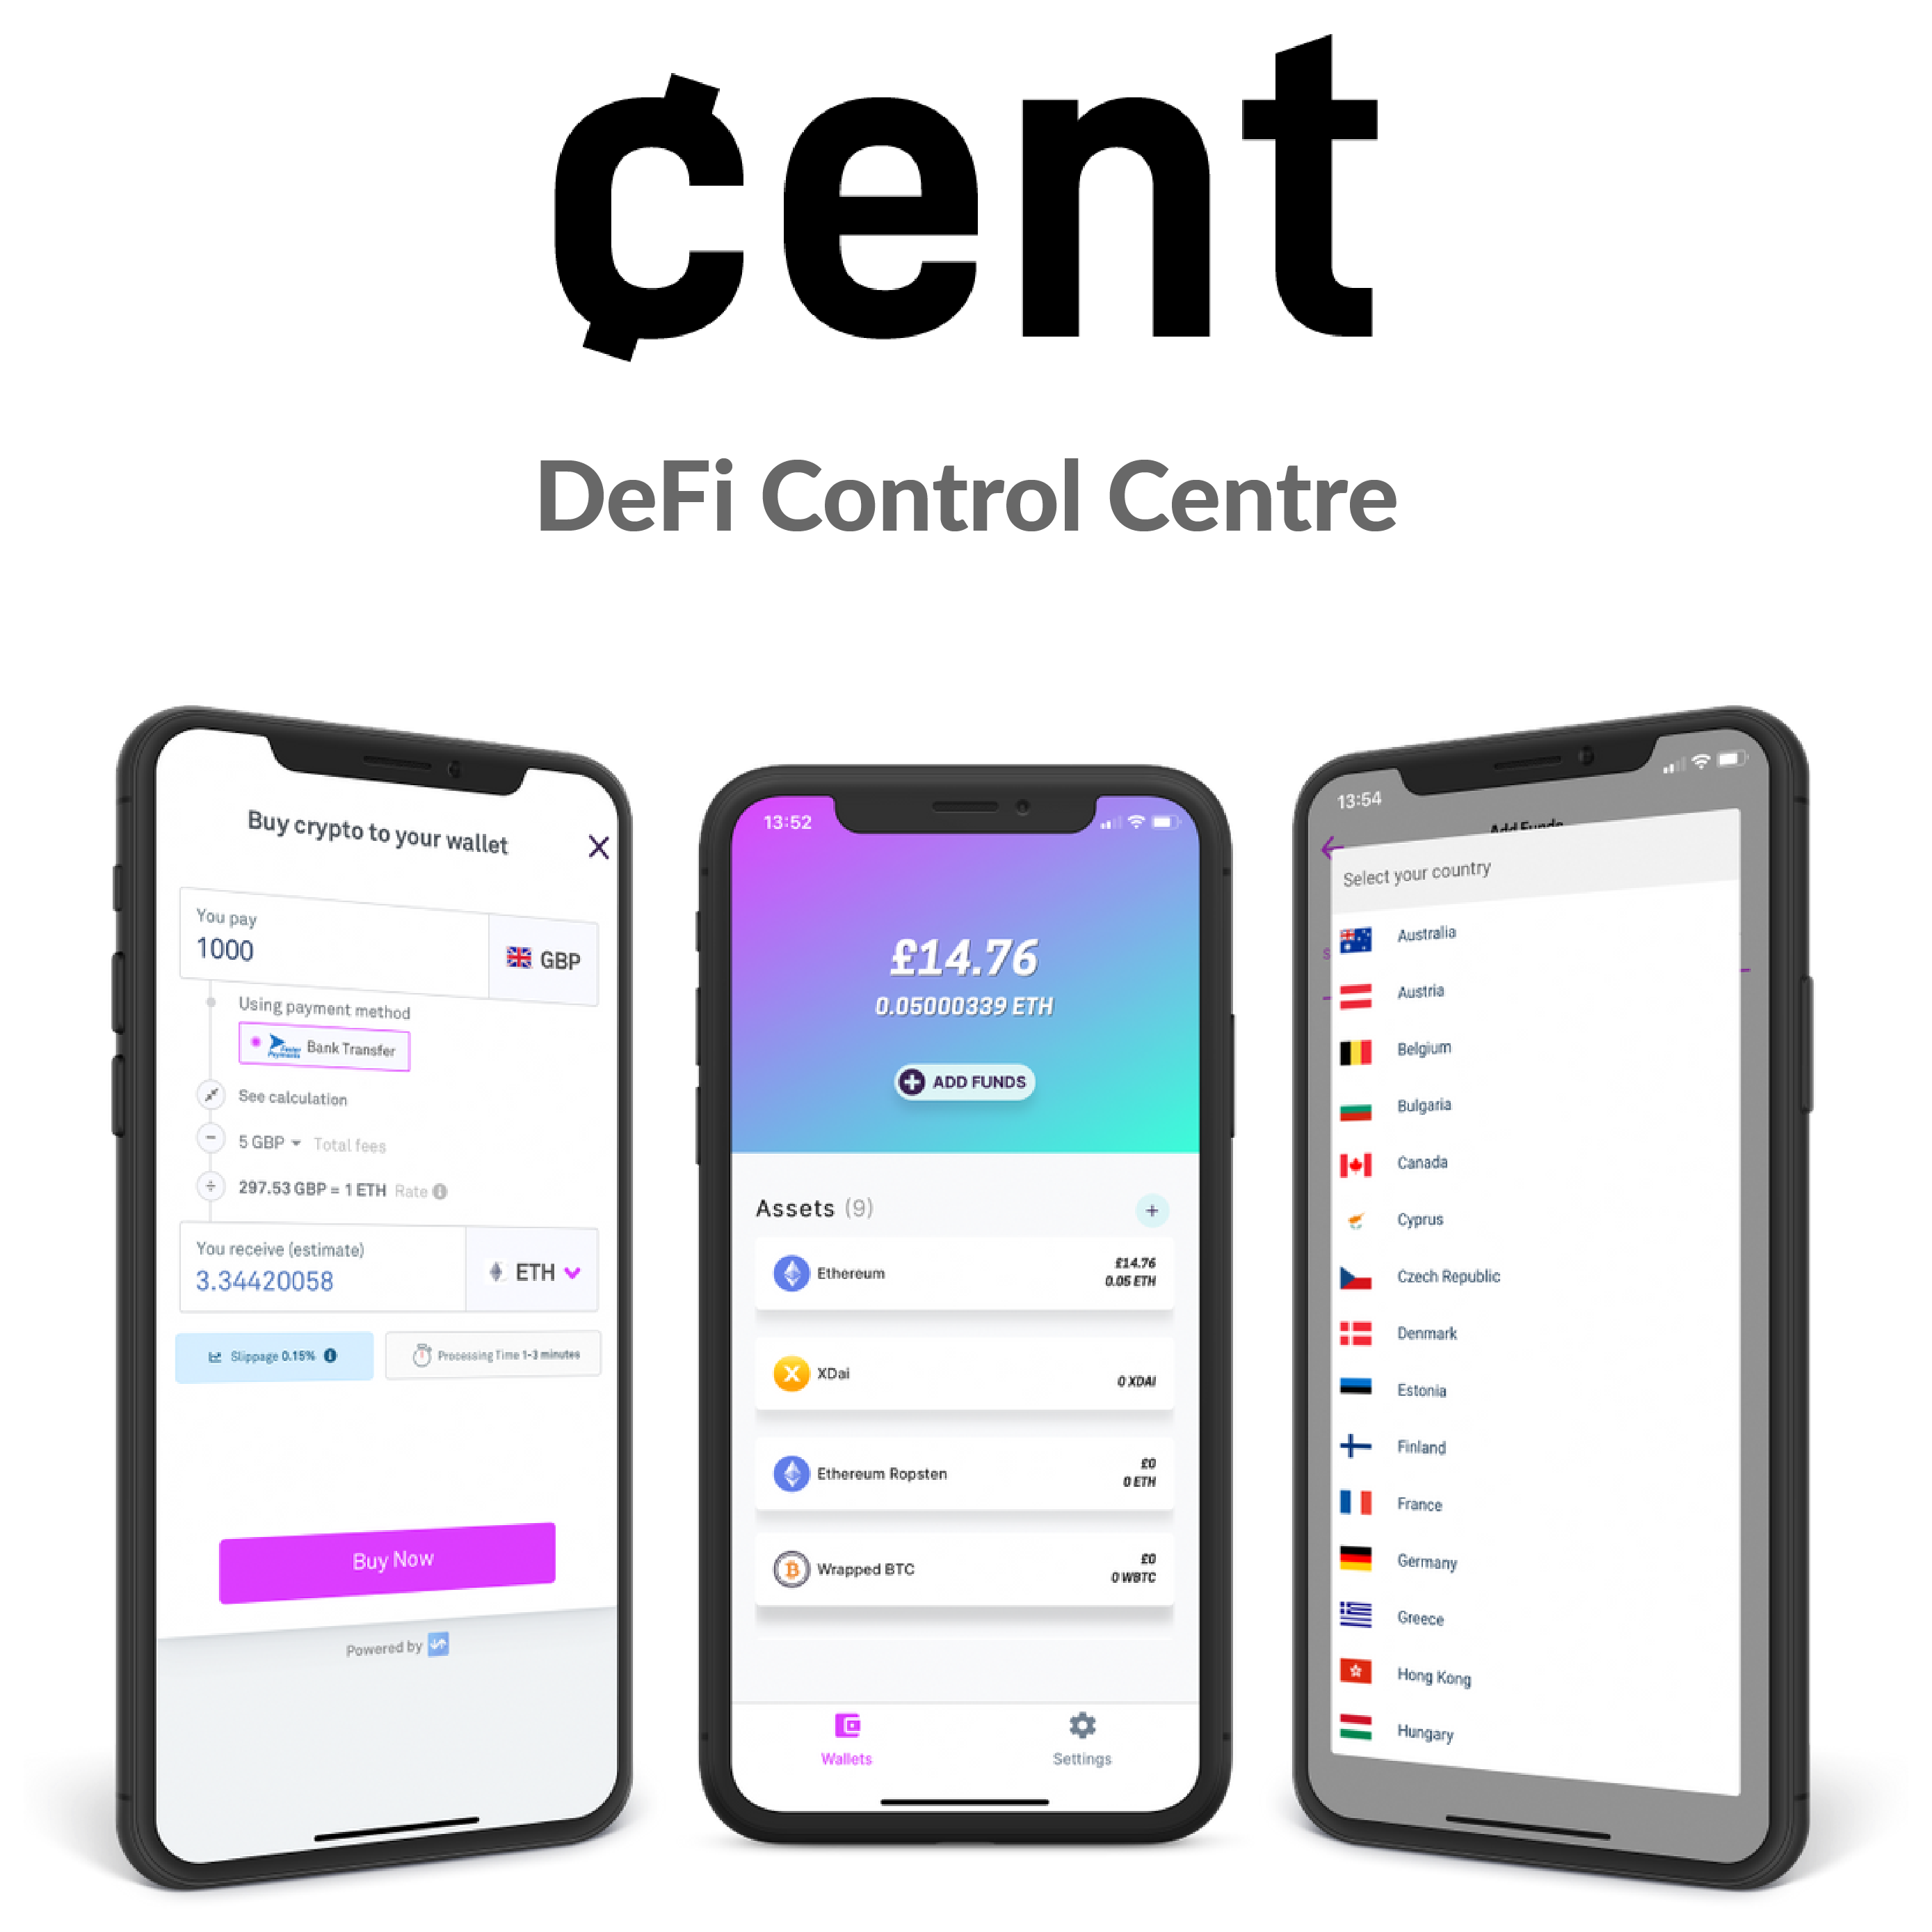 ¢ent
DeFi Control Centre
Buy crypto to your wallet
You pay
1000
GBP
Using payment method
Faster Payments
Bank Transfer
See calculation
5 GBP Total fees
297.53 GBP = 1 ETH Rate
You receive (estimate)
3.34420058
ETH
Slippage 0.15%
Processing Time 1-3 minutes
Buy Now
Powered by
13:52
£14.76
0.05000339 ETH
ADD FUNDS
Assets (9)
+
Ethereum
£14.76
0.05 ETH
XDai
0 XDAI
Ethereum Ropsten
£0
0 ETH
Wrapped BTC
£0
0 WBTC
Wallets
Settings
13:54
Add Funds
Select your country
Australia
Austria
Belgium
Bulgaria
Canada
Cyprus
Czech Republic
Denmark
Estonia
Finland
France
Germany
Greece
Hong Kong
Hungary